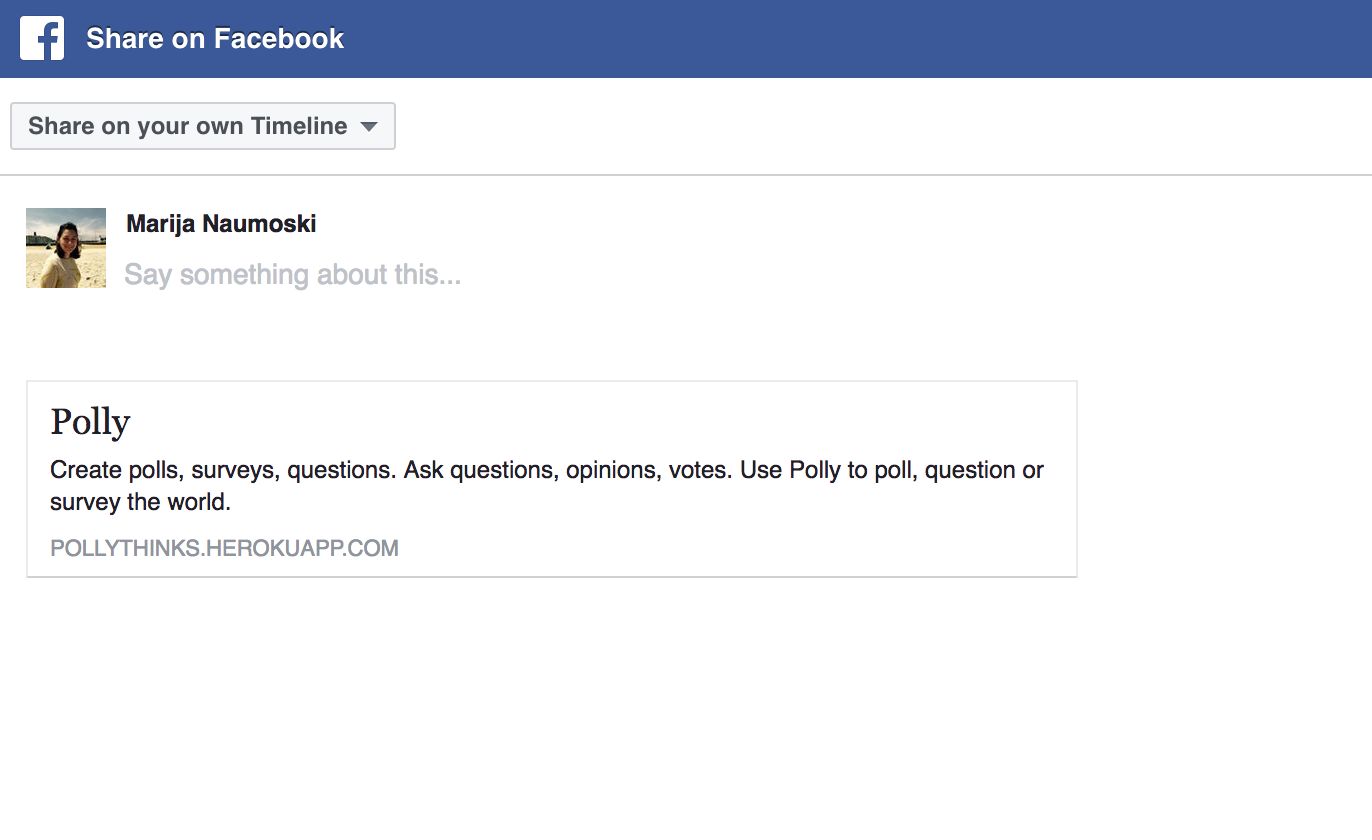 Share on Facebook
Share on your own Timeline
Marija Naumoski
Say something about this...
Polly
Create polls, surveys, questions. Ask questions, opinions, votes. Use Polly to poll, question or
survey the world.
POLLYTHINKS.HEROKUAPP.COM